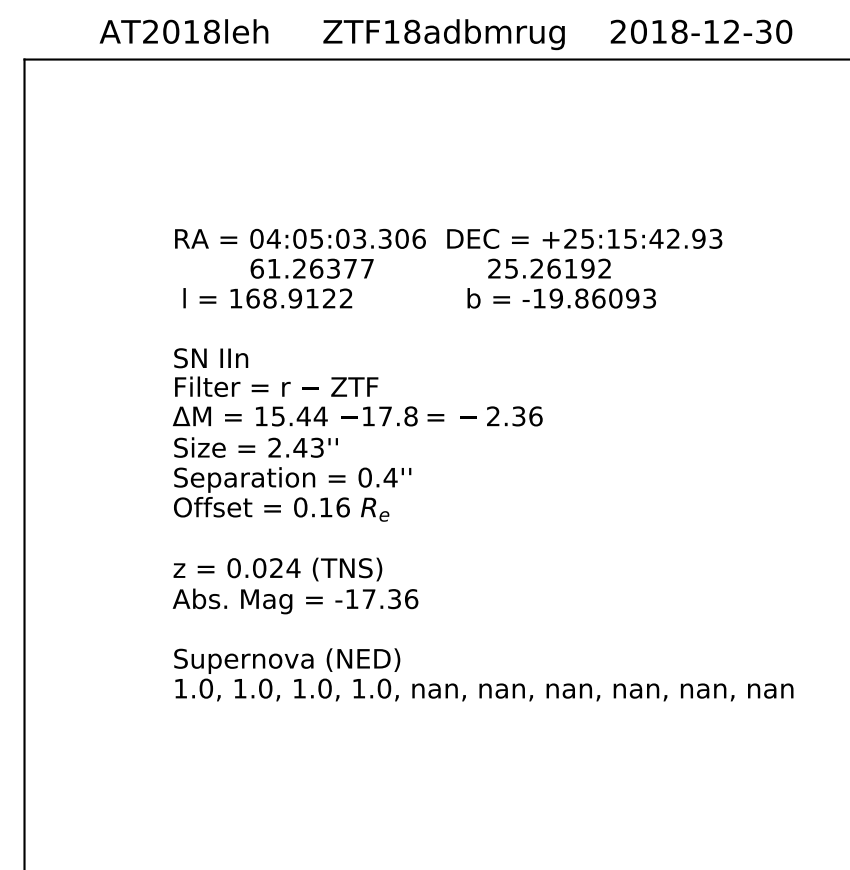 AT2018leh ZTF18adbmrug 2018-12-30
RA = 04:05:03.306 DEC = +25:15:42.93
61.26377 25.26192
l = 168.9122 b = -19.86093
SN IIn
Filter = r − ZTF
ΔM = 15.44 −17.8 = − 2.36
Size = 2.43''
Separation = 0.4''
Offset = 0.16 Re
z = 0.024 (TNS)
Abs. Mag = -17.36
Supernova (NED)
1.0, 1.0, 1.0, 1.0, nan, nan, nan, nan, nan, nan